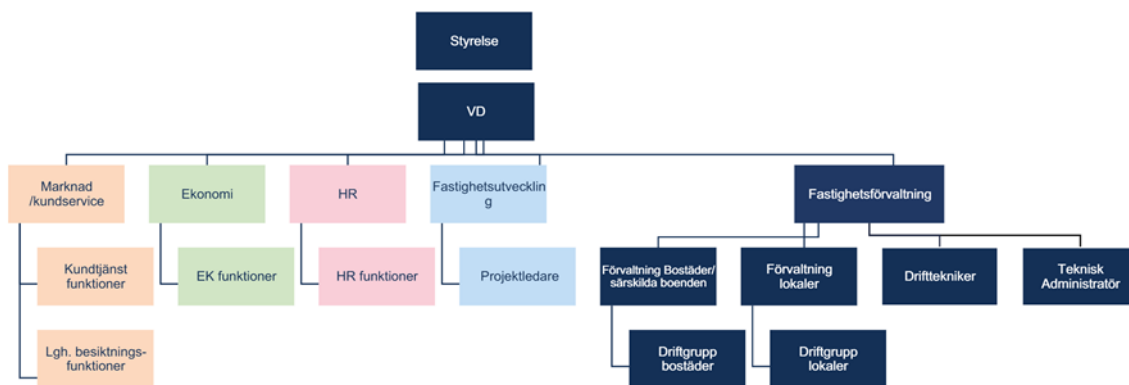 Styrelse
VD
Marknad
/kundservice
Ekonomi
HR
Fastighetsutvecklin
g
Fastighetsförvaltning
Kundtjänst
funktioner
EK funktioner
HR funktioner
Projektledare
Förvaltning Bostäder/
särskilda boenden
Förvaltning
lokaler
Drifttekniker
Teknisk
Administratör
Lgh. besiktnings-
funktioner
Driftgrupp
bostäder
Driftgrupp
lokaler